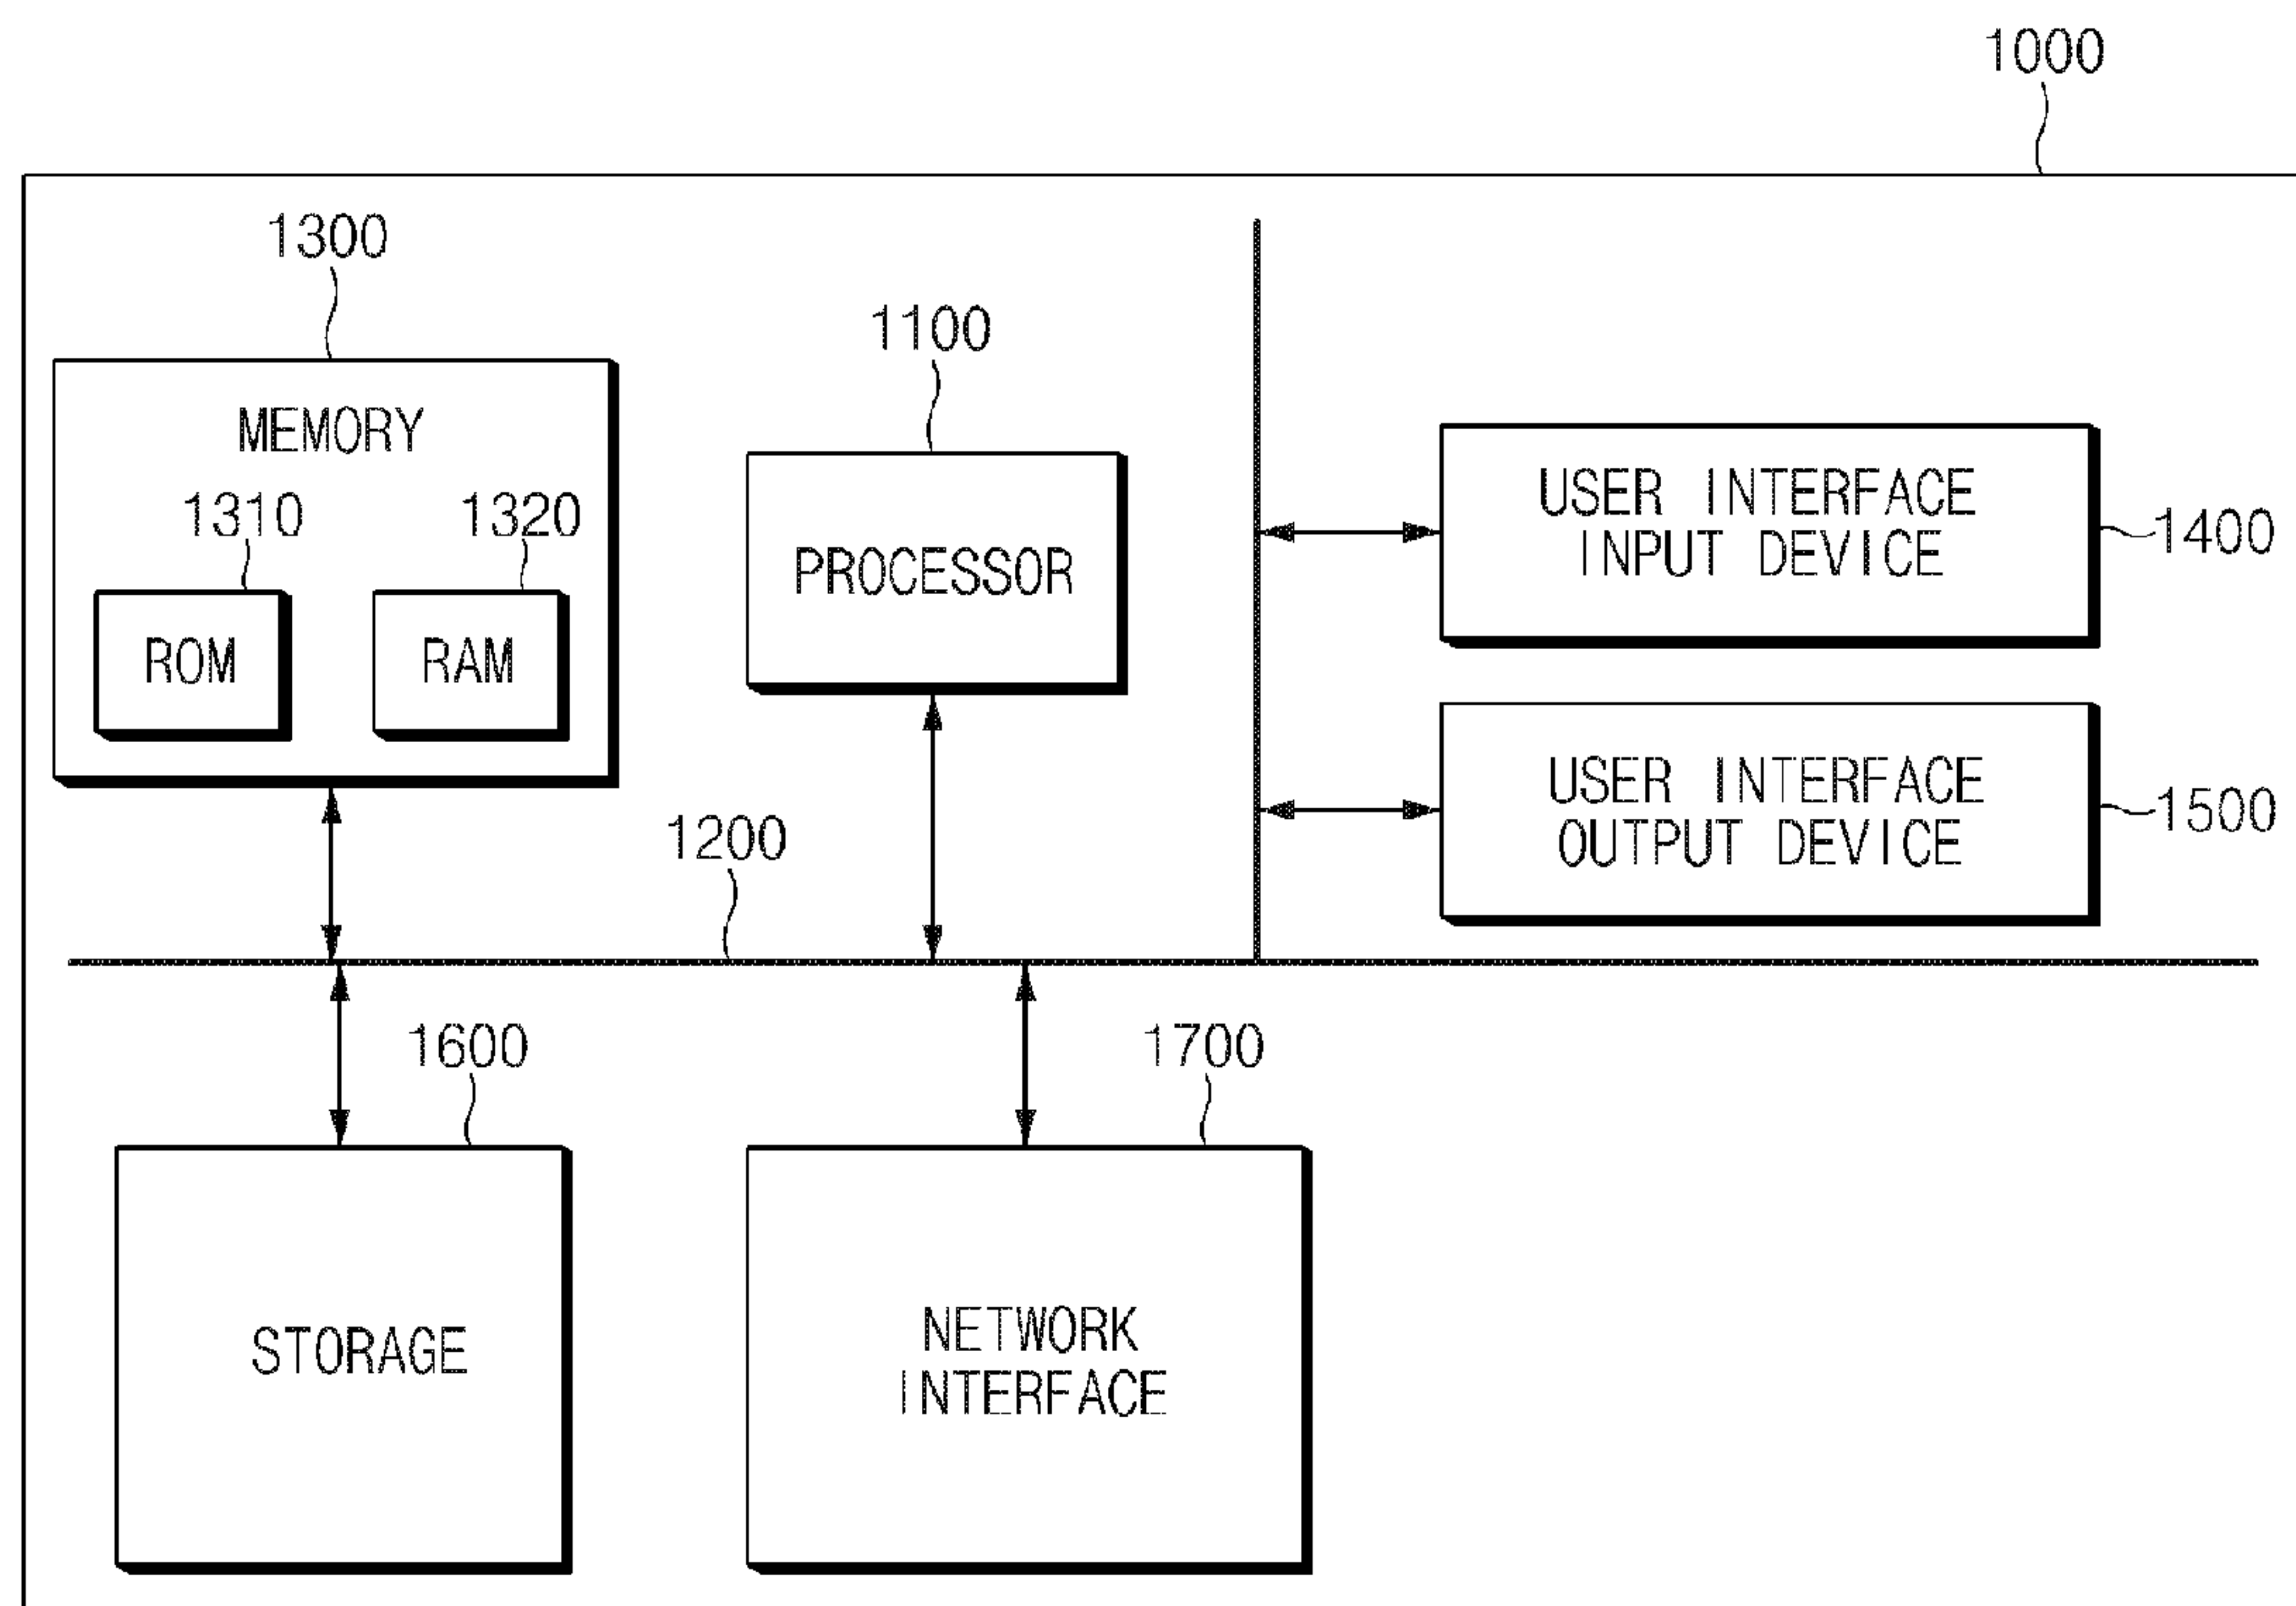 1000
1300
1100
MEMORY
1310
1320
ROM
RAM
PROCESSOR
USER INTERFACE
INPUT DEVICE
1400
USER INTERFACE
OUTPUT DEVICE
1500
1200
1600
1700
STORAGE
NETWORK
INTERFACE